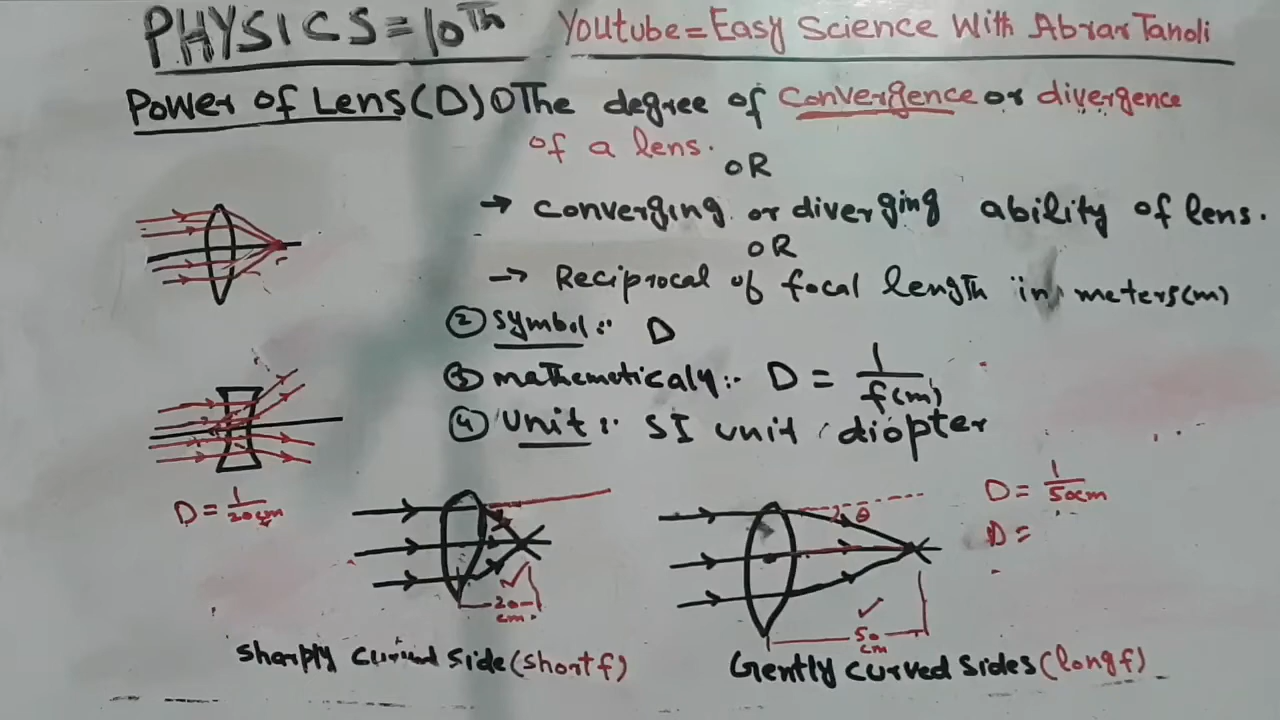 PHYSICS=10Th Youtube=Easy Science With Abrar Tanoli
Power of Lens(D) ①The degree of Convergence or divergence
of a lens.
OR
→ converging or diverging ability of lens.
OR
→ Reciprocal of focal length in meters(m)
② symbol:· D
③ mathematicaly:· D = 1/f(m)
④ unit:· SI unit diopter
D = 1/20cm
20
cm
θ
50
cm
D = 1/50cm
D =
Sharply curved side(short f)
Gently curved sides(long f)